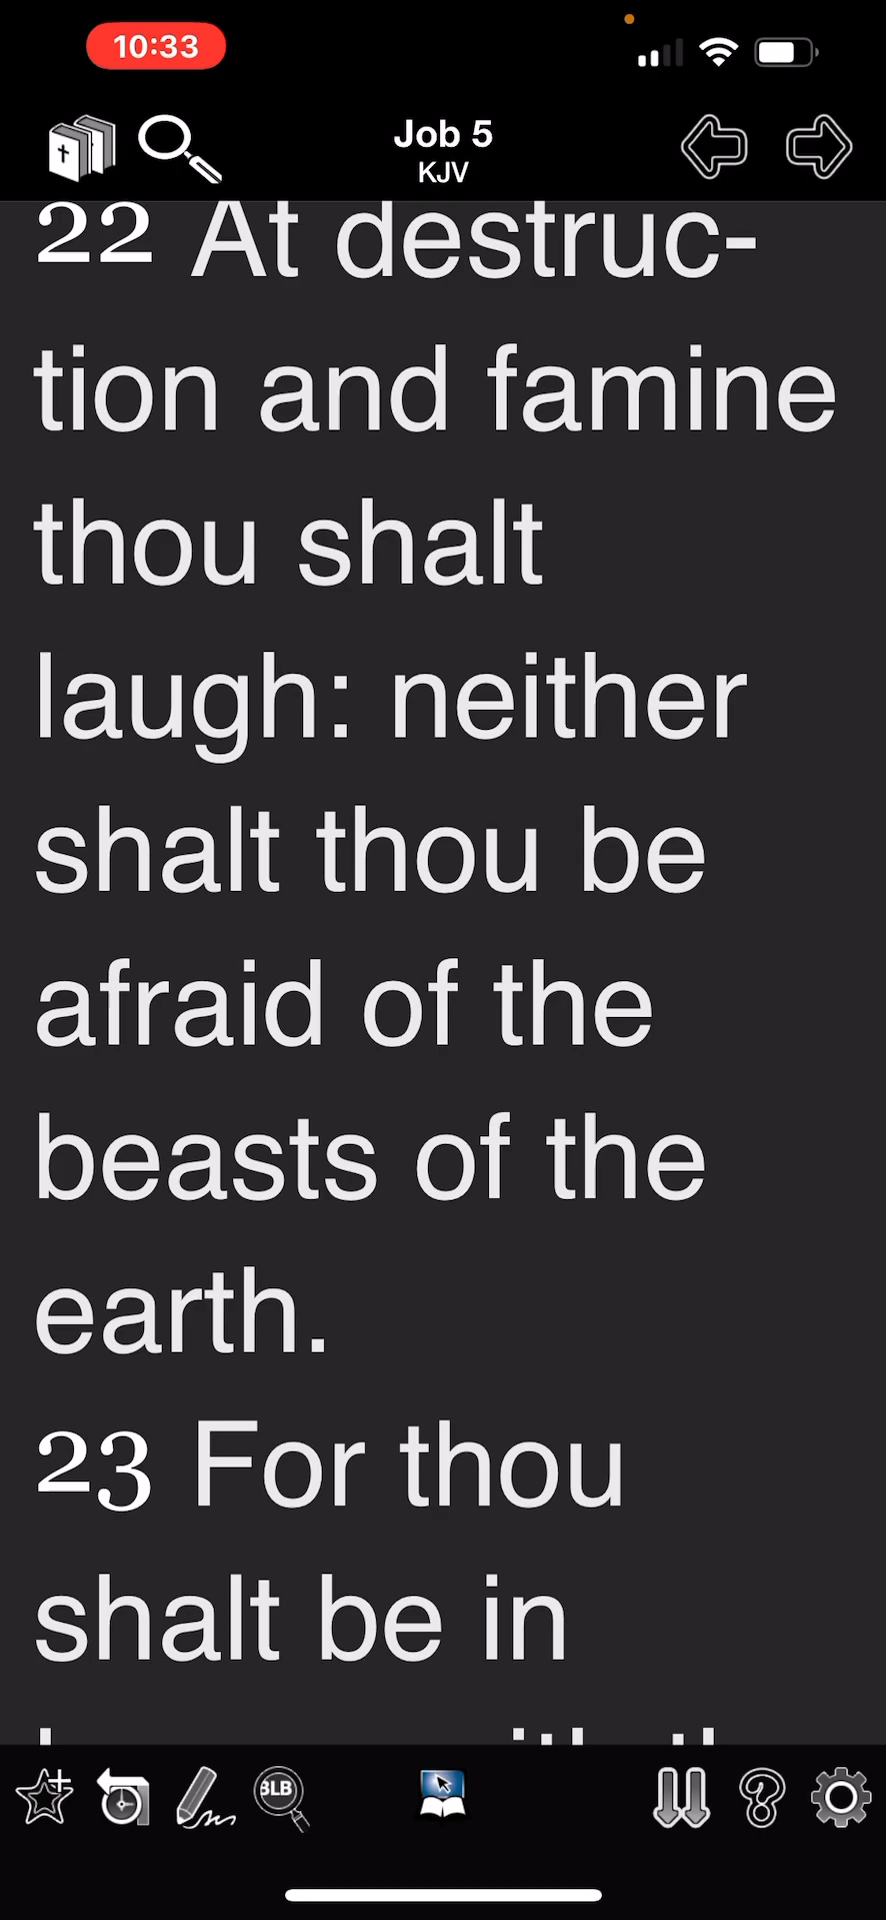 10:33
Job 5
KJV
22 At destruc-
tion and famine
thou shalt
laugh: neither
shalt thou be
afraid of the
beasts of the
earth.
23 For thou
shalt be in
BLB